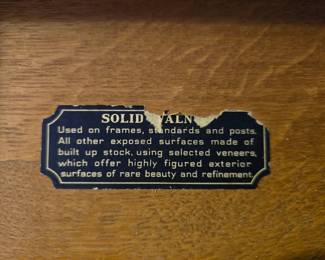 SOLID WALN
Used on frames, standards and posts.
All other exposed surfaces made of
built up stock, using selected veneers,
which offer highly figured exterior
surfaces of rare beauty and refinement.